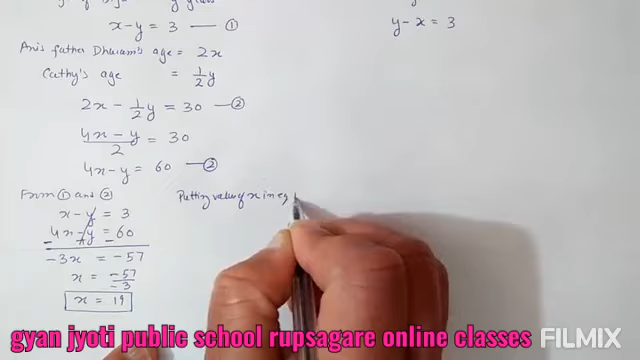 x - y = 3 —①
y - x = 3
Ani's father Dharam's age = 2x
Cathy's age = 1/2 y
2x - 1/2 y = 30 —②
4x - y / 2 = 30
4x - y = 60 —②
From ① and ②
x - y = 3
4x - y = 60
- + -
-3x = -57
x = -57/-3
x = 19
Putting value of x in eq
gyan jyoti public school rupsagare online classes
FILMIX